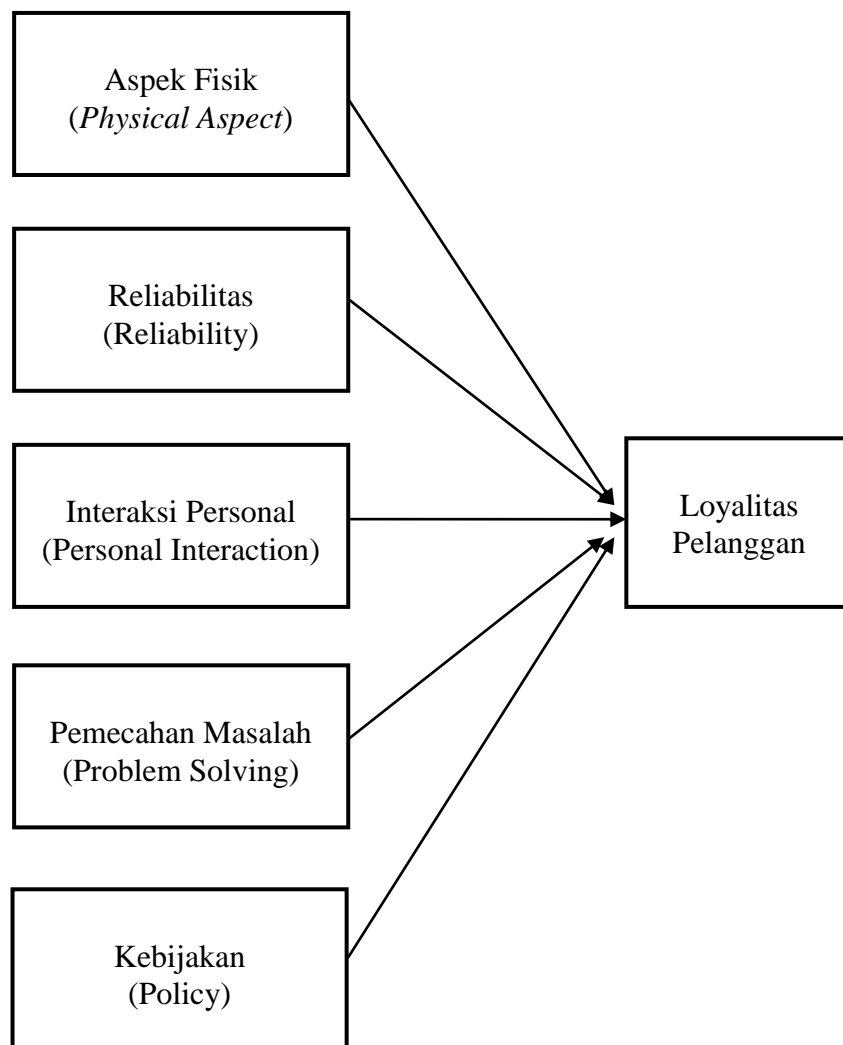 Aspek Fisik
(Physical Aspect)
Reliabilitas
(Reliability)
Interaksi Personal
(Personal Interaction)
Loyalitas
Pelanggan
Pemecahan Masalah
(Problem Solving)
Kebijakan
(Policy)